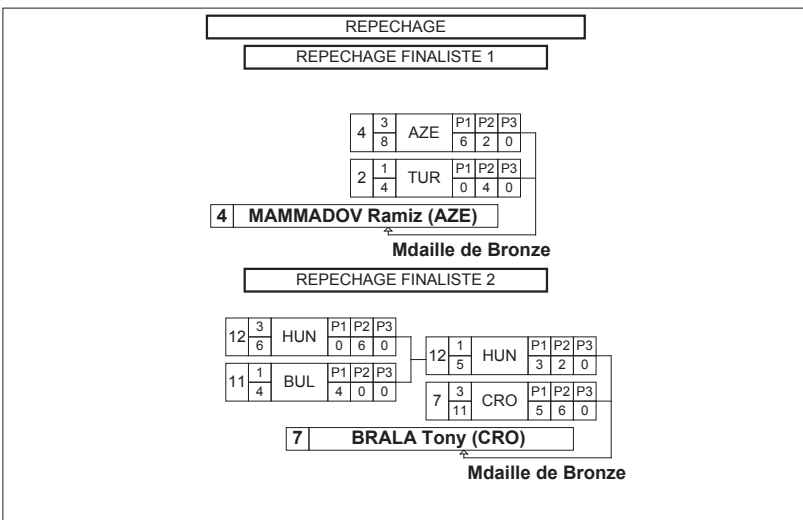 REPECHAGE
REPECHAGE FINALISTE 1
4 3 AZE P1 P2 P3
8 6 2 0
2 1 TUR P1 P2 P3
4 0 4 0
4 MAMMADOV Ramiz (AZE)
Mdaille de Bronze
REPECHAGE FINALISTE 2
12 3 HUN P1 P2 P3
6 0 6 0
11 1 BUL P1 P2 P3
4 4 0 0
12 1 HUN P1 P2 P3
5 3 2 0
7 3 CRO P1 P2 P3
11 5 6 0
7 BRALA Tony (CRO)
Mdaille de Bronze